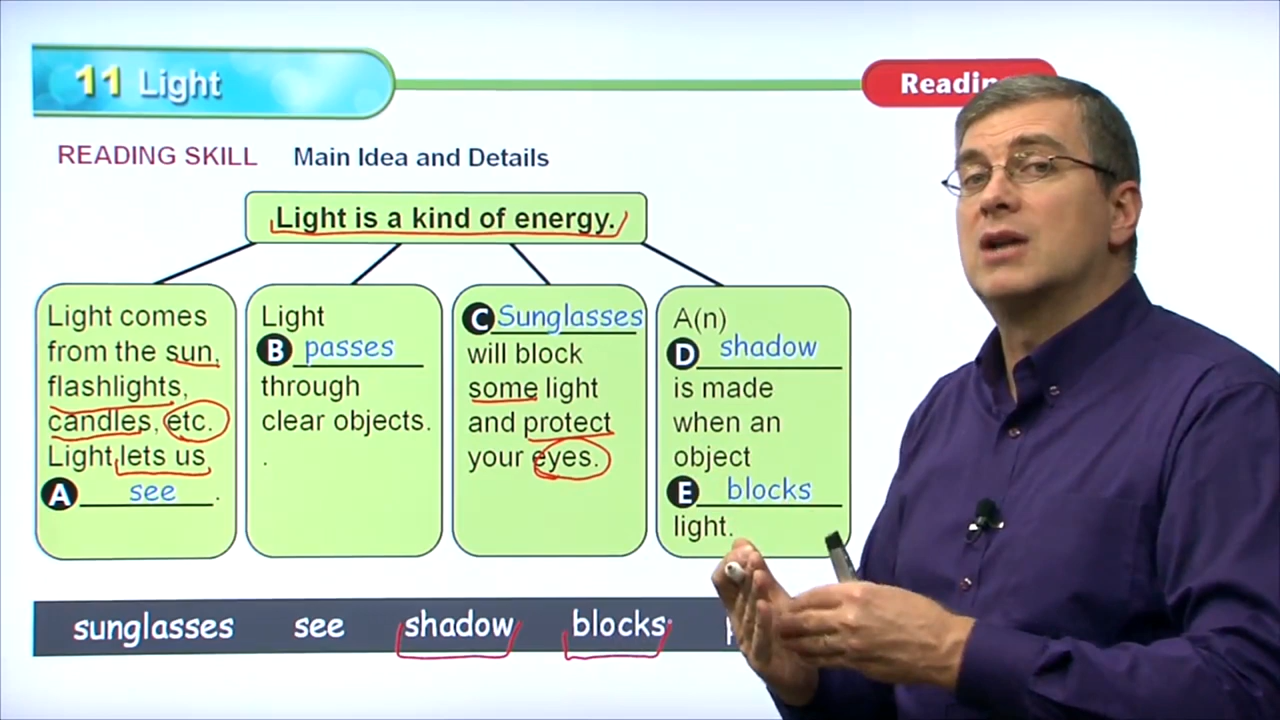 11 Light
READING SKILL Main Idea and Details
Light is a kind of energy.
Light comes
from the sun,
flashlights,
candles, etc.
Light lets us
A see .
Light
B passes
through
clear objects.
.
C Sunglasses
will block
some light
and protect
your eyes.
A(n)
D shadow
is made
when an
object
E blocks
light.
sunglasses see shadow blocks